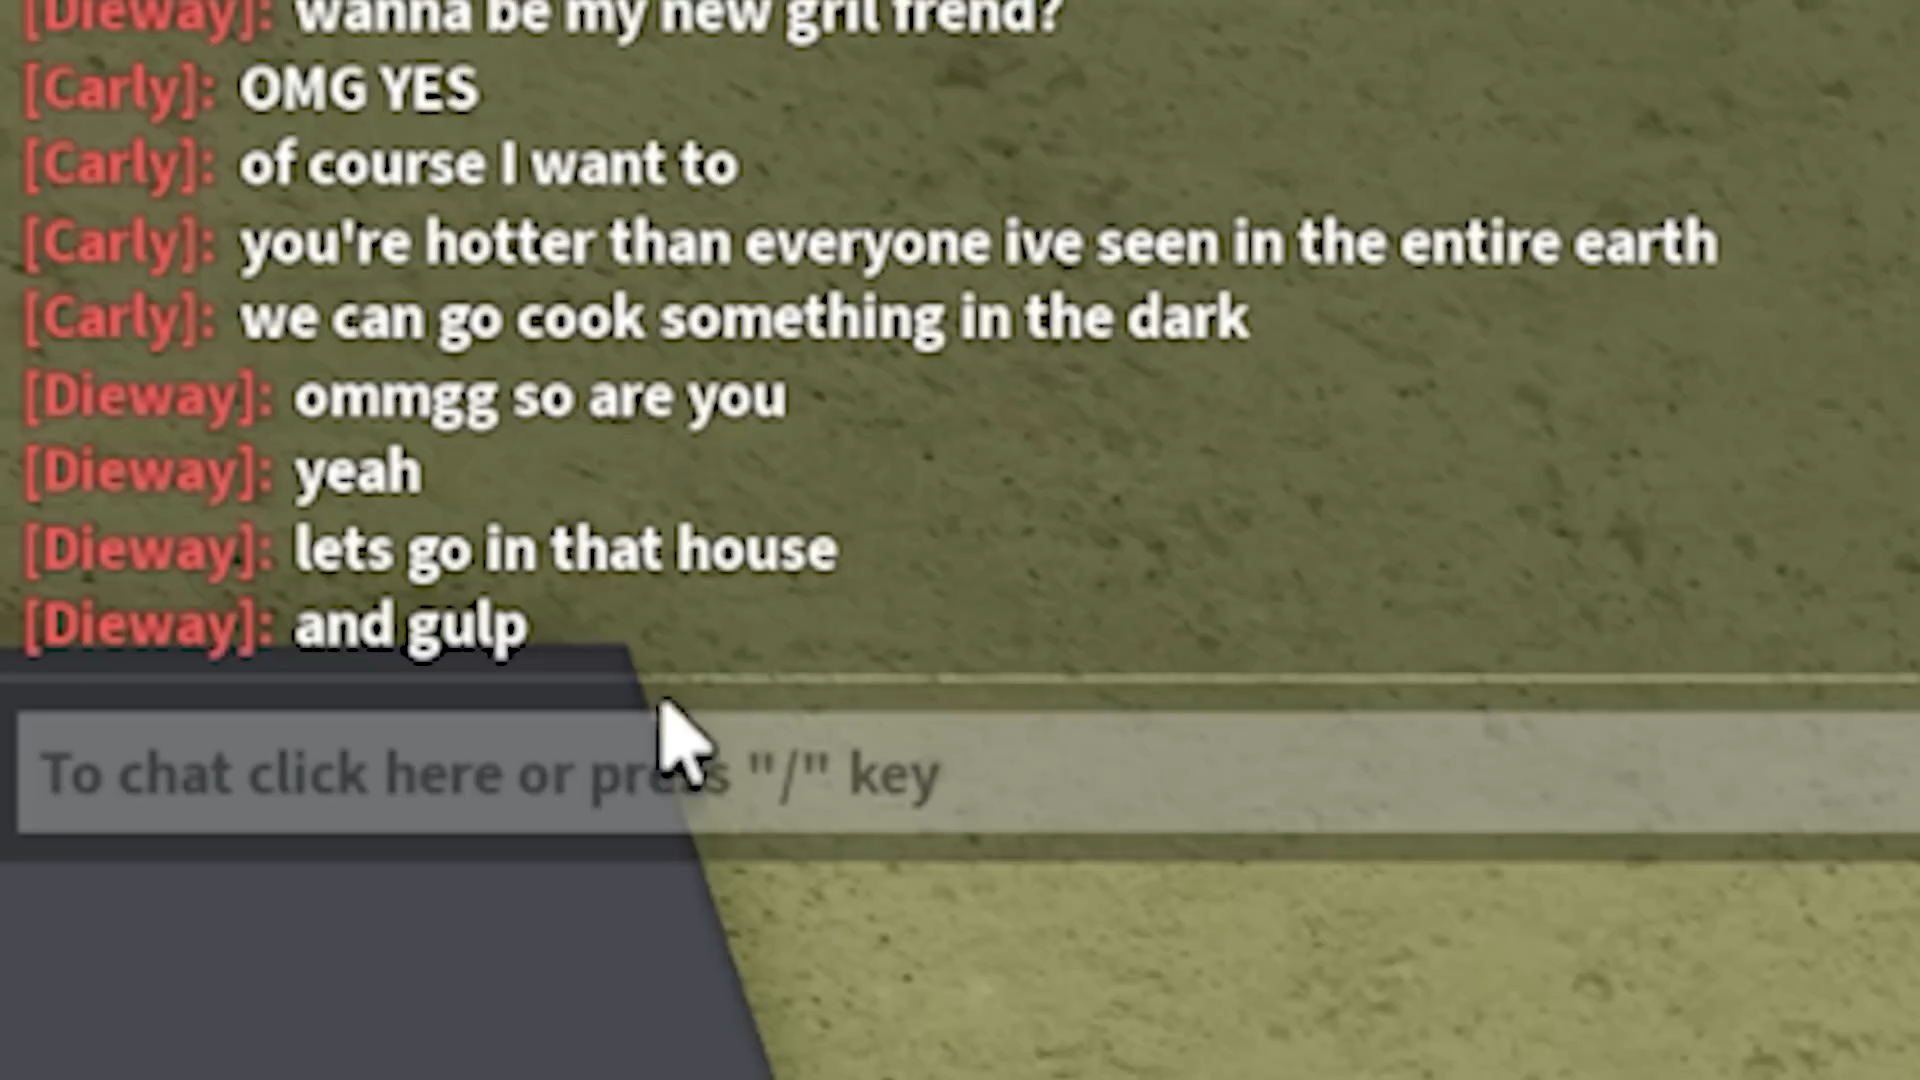 [Dieway]: wanna be my new gril frend?
[Carly]: OMG YES
[Carly]: of course I want to
[Carly]: you're hotter than everyone ive seen in the entire earth
[Carly]: we can go cook something in the dark
[Dieway]: ommgg so are you
[Dieway]: yeah
[Dieway]: lets go in that house
[Dieway]: and gulp
To chat click here or press "/" key